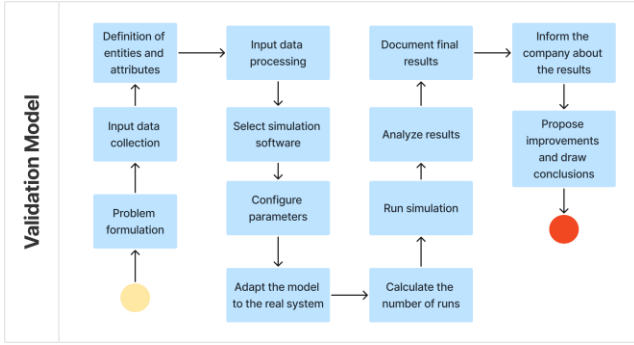 Validation Model
Problem
formulation
Input data
collection
Definition of
entities and
attributes
Input data
processing
Select simulation
software
Configure
parameters
Adapt the model
to the real system
Calculate the
number of runs
Run simulation
Analyze results
Document final
results
Inform the
company about
the results
Propose
improvements
and draw
conclusions